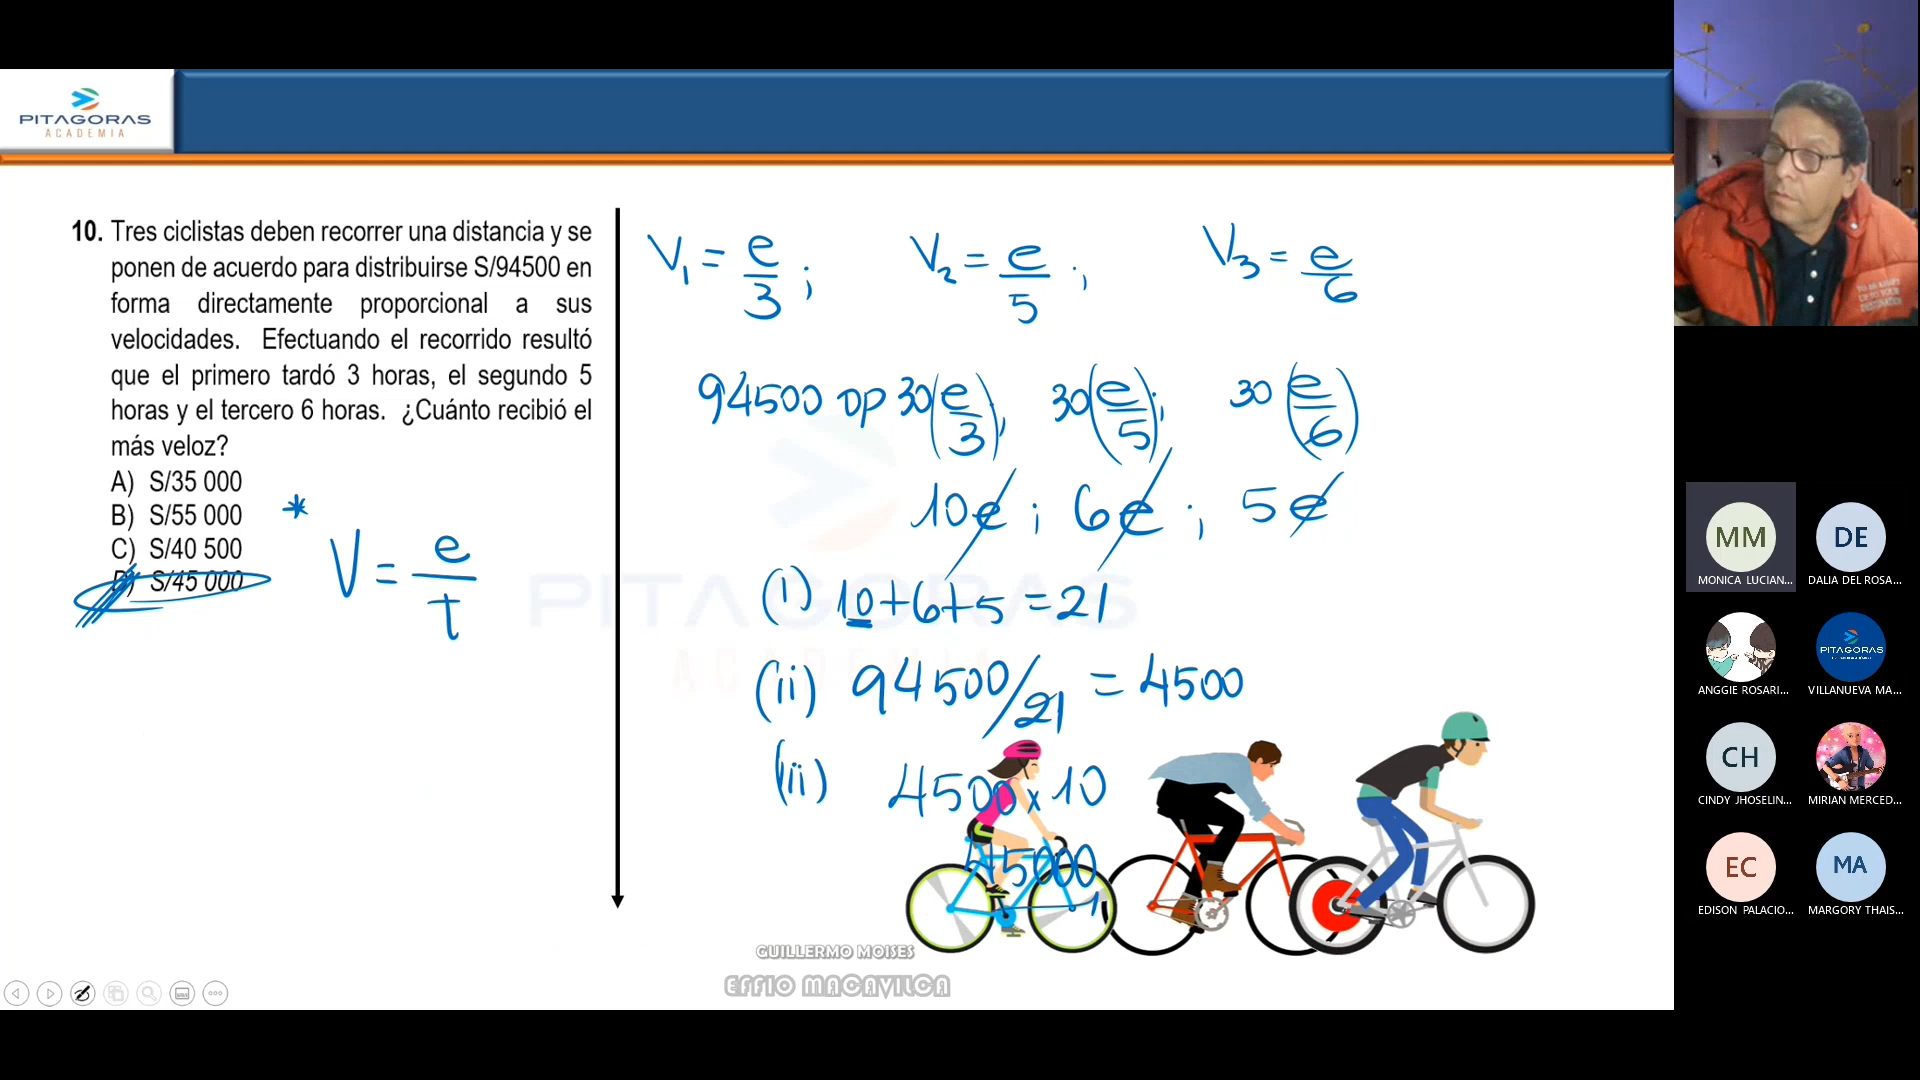 PITAGORAS
ACADEMIA
10. Tres ciclistas deben recorrer una distancia y se
ponen de acuerdo para distribuirse S/94500 en
forma directamente proporcional a sus
velocidades. Efectuando el recorrido resultó
que el primero tardó 3 horas, el segundo 5
horas y el tercero 6 horas. ¿Cuánto recibió el
más veloz?
A) S/35 000
B) S/55 000
C) S/40 500
D) S/45 000
* V = e/t
V₁ = e/3 ; V₂ = e/5 ; V₃ = e/6
94500 DP 30(e/3); 30(e/5); 30(e/6)
10e ; 6e ; 5e
(i) 10+6+5 = 21
(ii) 94500/21 = 4500
(iii) 4500 x 10
45000
PITAGORAS
ACADEMIA
GUILLERMO MOISES
EFFIO MACAVILCA
MM
MONICA LUCIAN...
DE
DALIA DEL ROSA...
ANGGIE ROSARI...
PITAGORAS
VILLANUEVA MA...
CH
CINDY JHOSELIN...
MIRIAN MERCED...
EC
EDISON PALACIO...
MA
MARGORY THAIS...